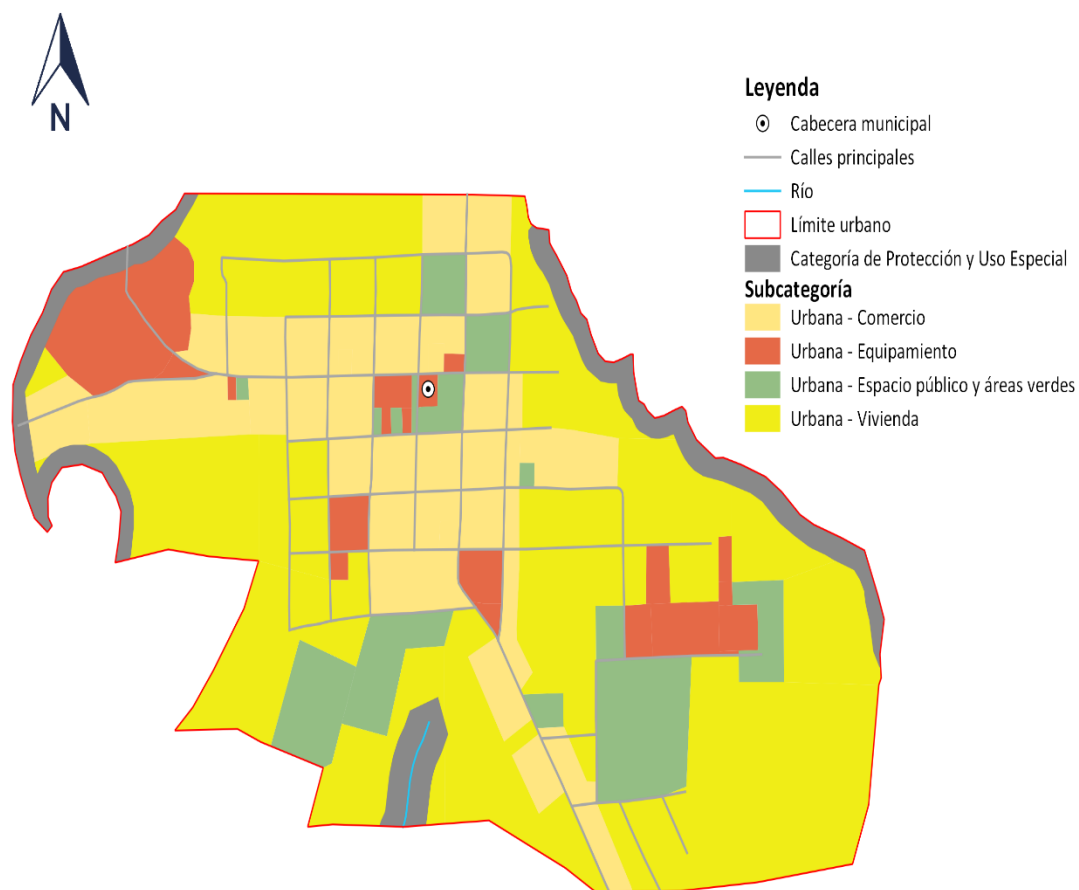 N
Leyenda
Cabecera municipal
Calles principales
Río
Límite urbano
Categoría de Protección y Uso Especial
Subcategoría
Urbana - Comercio
Urbana - Equipamiento
Urbana - Espacio público y áreas verdes
Urbana - Vivienda